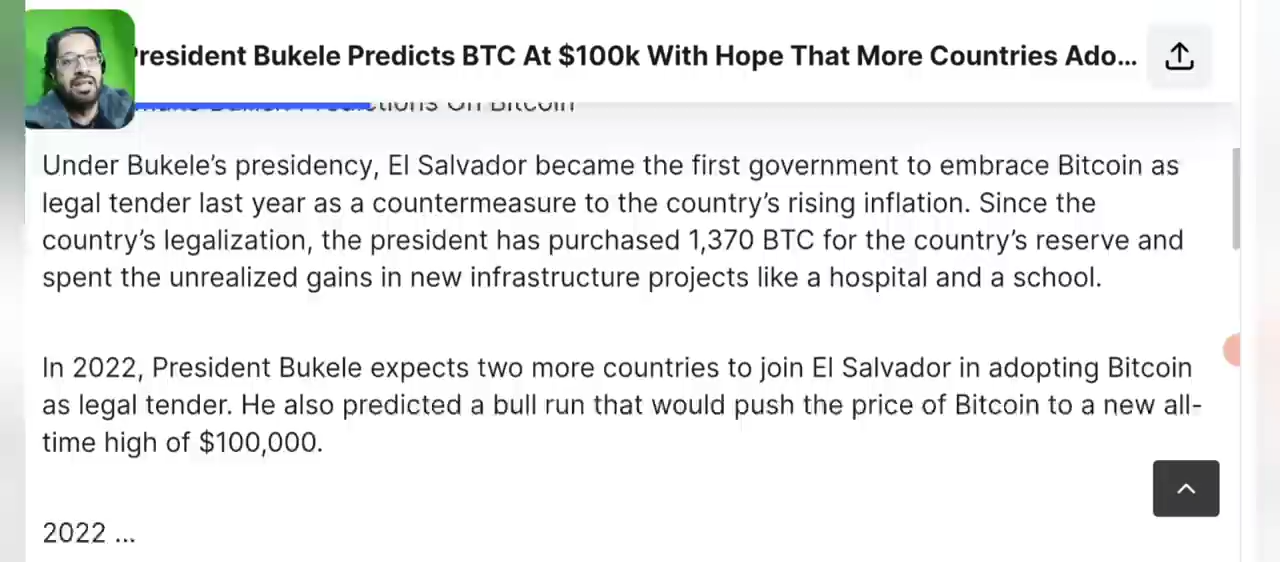 President Bukele Predicts BTC At $100k With Hope That More Countries Ado...
Under Bukele's presidency, El Salvador became the first government to embrace Bitcoin as
legal tender last year as a countermeasure to the country's rising inflation. Since the
country's legalization, the president has purchased 1,370 BTC for the country's reserve and
spent the unrealized gains in new infrastructure projects like a hospital and a school.
In 2022, President Bukele expects two more countries to join El Salvador in adopting Bitcoin
as legal tender. He also predicted a bull run that would push the price of Bitcoin to a new all-
time high of $100,000.
2022 ...